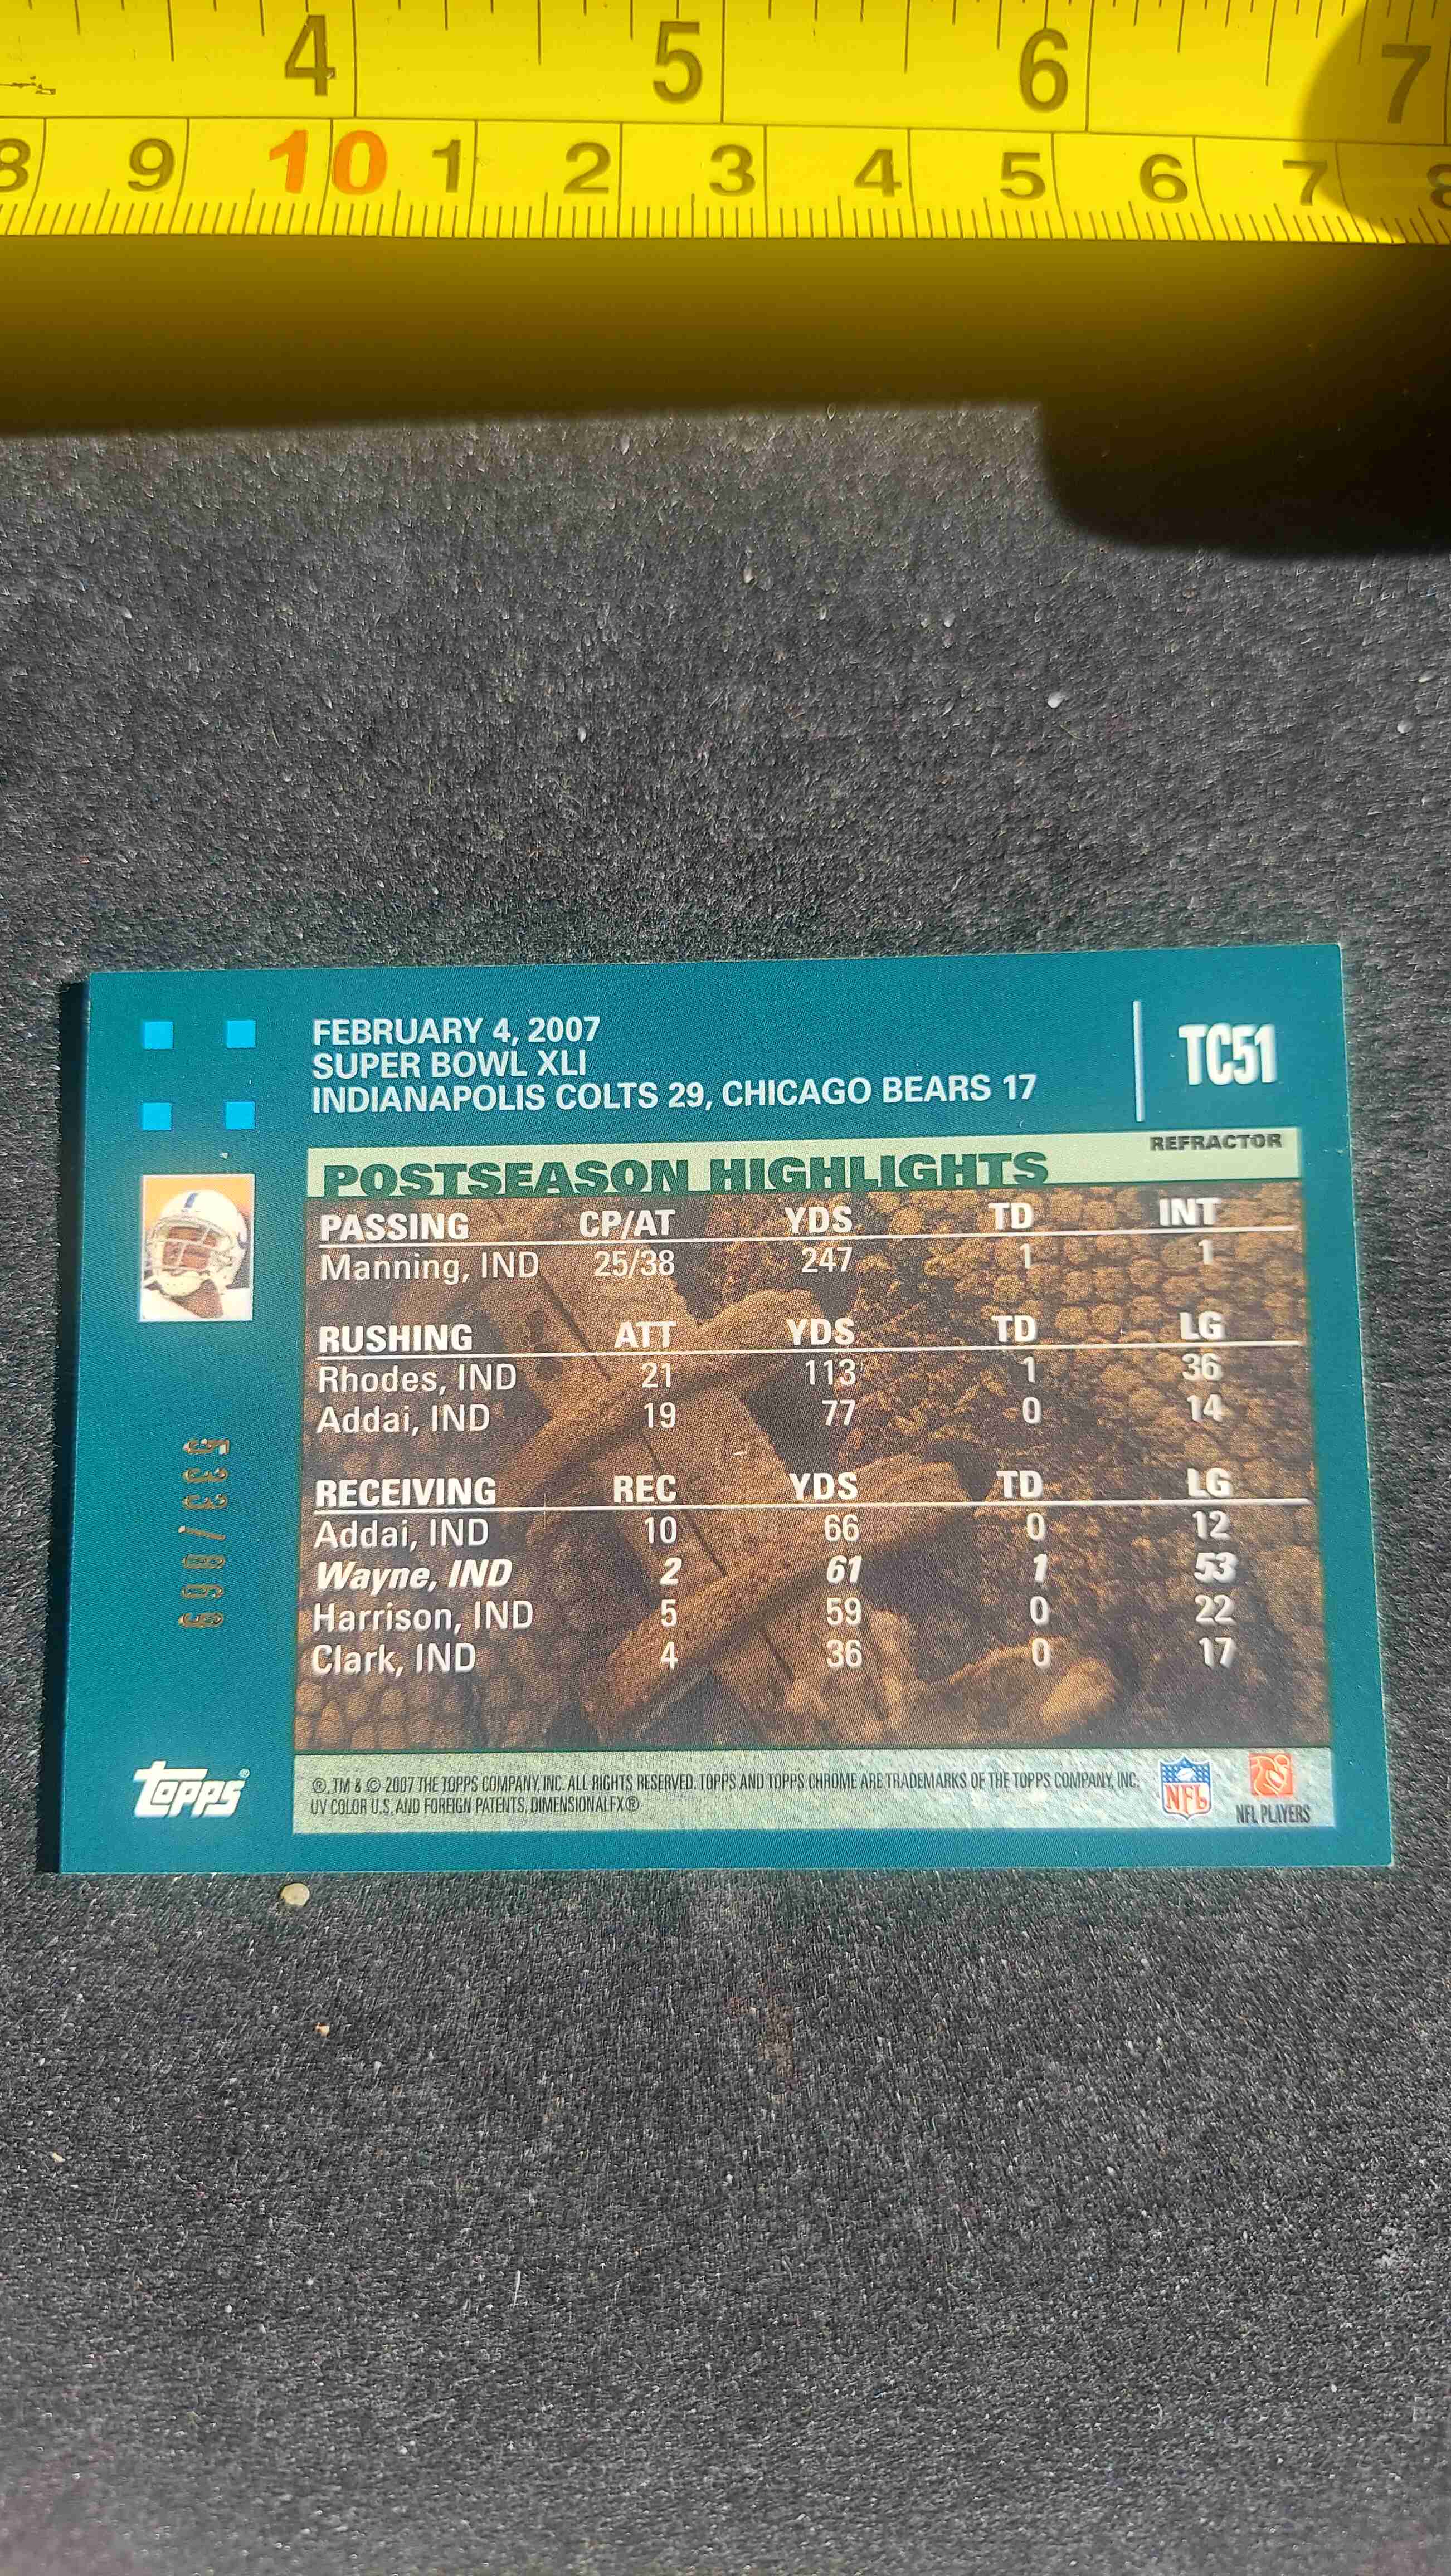 4 5 6 7
8 9 10 1 2 3 4 5 6 7 8
FEBRUARY 4, 2007
SUPER BOWL XLI
INDIANAPOLIS COLTS 29, CHICAGO BEARS 17
TC51
REFRACTOR
POSTSEASON HIGHLIGHTS
PASSING CP/AT YDS TD INT
Manning, IND 25/38 247 1 1
RUSHING ATT YDS TD LG
Rhodes, IND 21 113 1 36
Addai, IND 19 77 0 14
RECEIVING REC YDS TD LG
Addai, IND 10 66 0 12
Wayne, IND 2 61 1 53
Harrison, IND 5 59 0 22
Clark, IND 4 36 0 17
topps®
®, TM & © 2007 THE TOPPS COMPANY, INC. ALL RIGHTS RESERVED. TOPPS AND TOPPS CHROME ARE TRADEMARKS OF THE TOPPS COMPANY, INC.
UV COLOR U.S. AND FOREIGN PATENTS, DIMENSIONALFX®
NFL
NFL PLAYERS